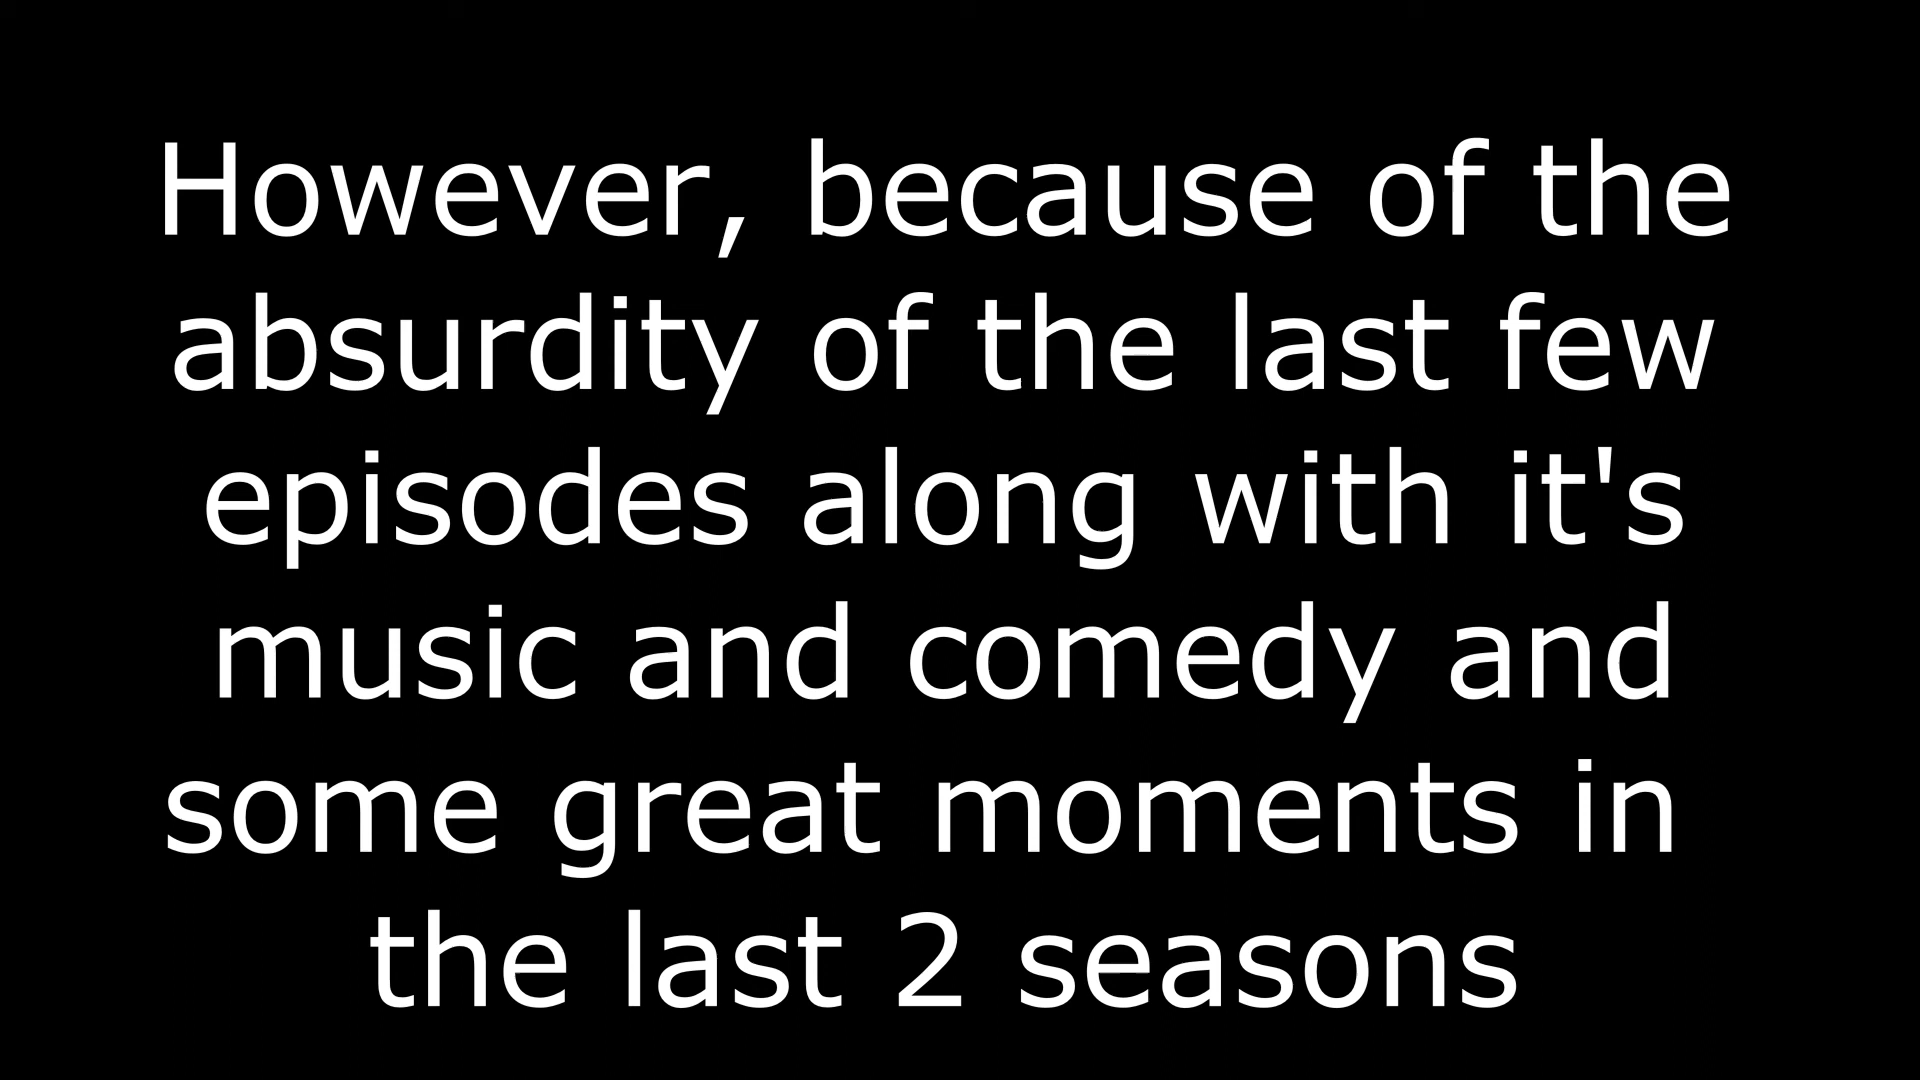 However, because of the
absurdity of the last few
episodes along with it's
music and comedy and
some great moments in
the last 2 seasons